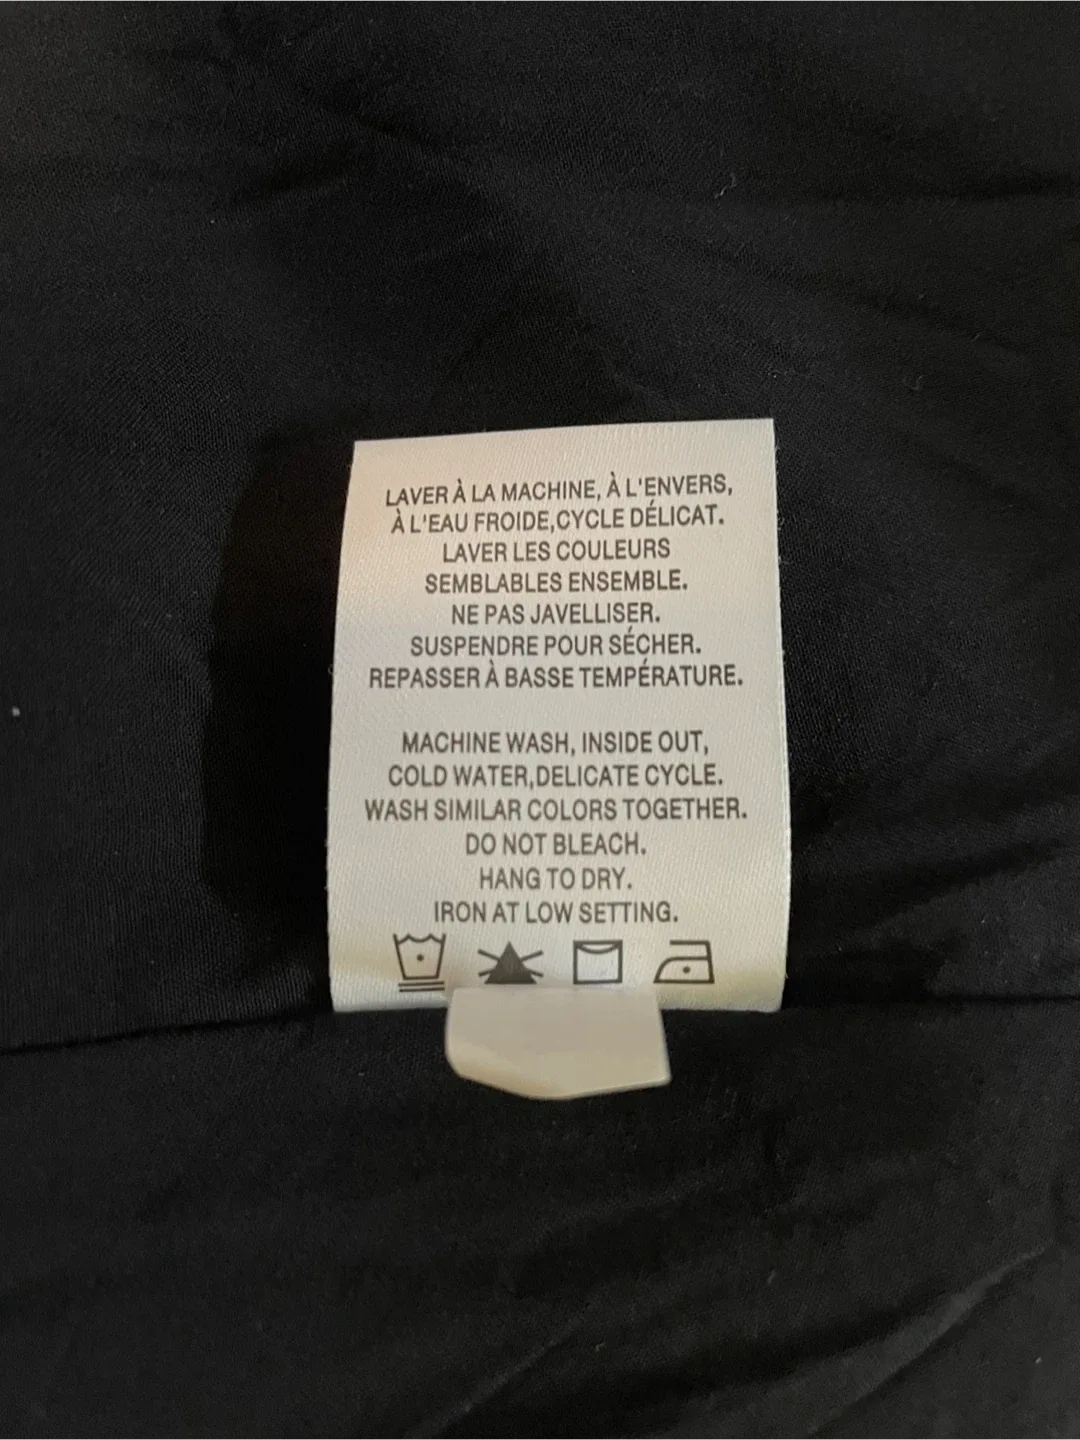 LAVER À LA MACHINE, À L'ENVERS,
À L'EAU FROIDE,CYCLE DÉLICAT.
LAVER LES COULEURS
SEMBLABLES ENSEMBLE.
NE PAS JAVELLISER.
SUSPENDRE POUR SÉCHER.
REPASSER À BASSE TEMPÉRATURE.
MACHINE WASH, INSIDE OUT,
COLD WATER,DELICATE CYCLE.
WASH SIMILAR COLORS TOGETHER.
DO NOT BLEACH.
HANG TO DRY.
IRON AT LOW SETTING.